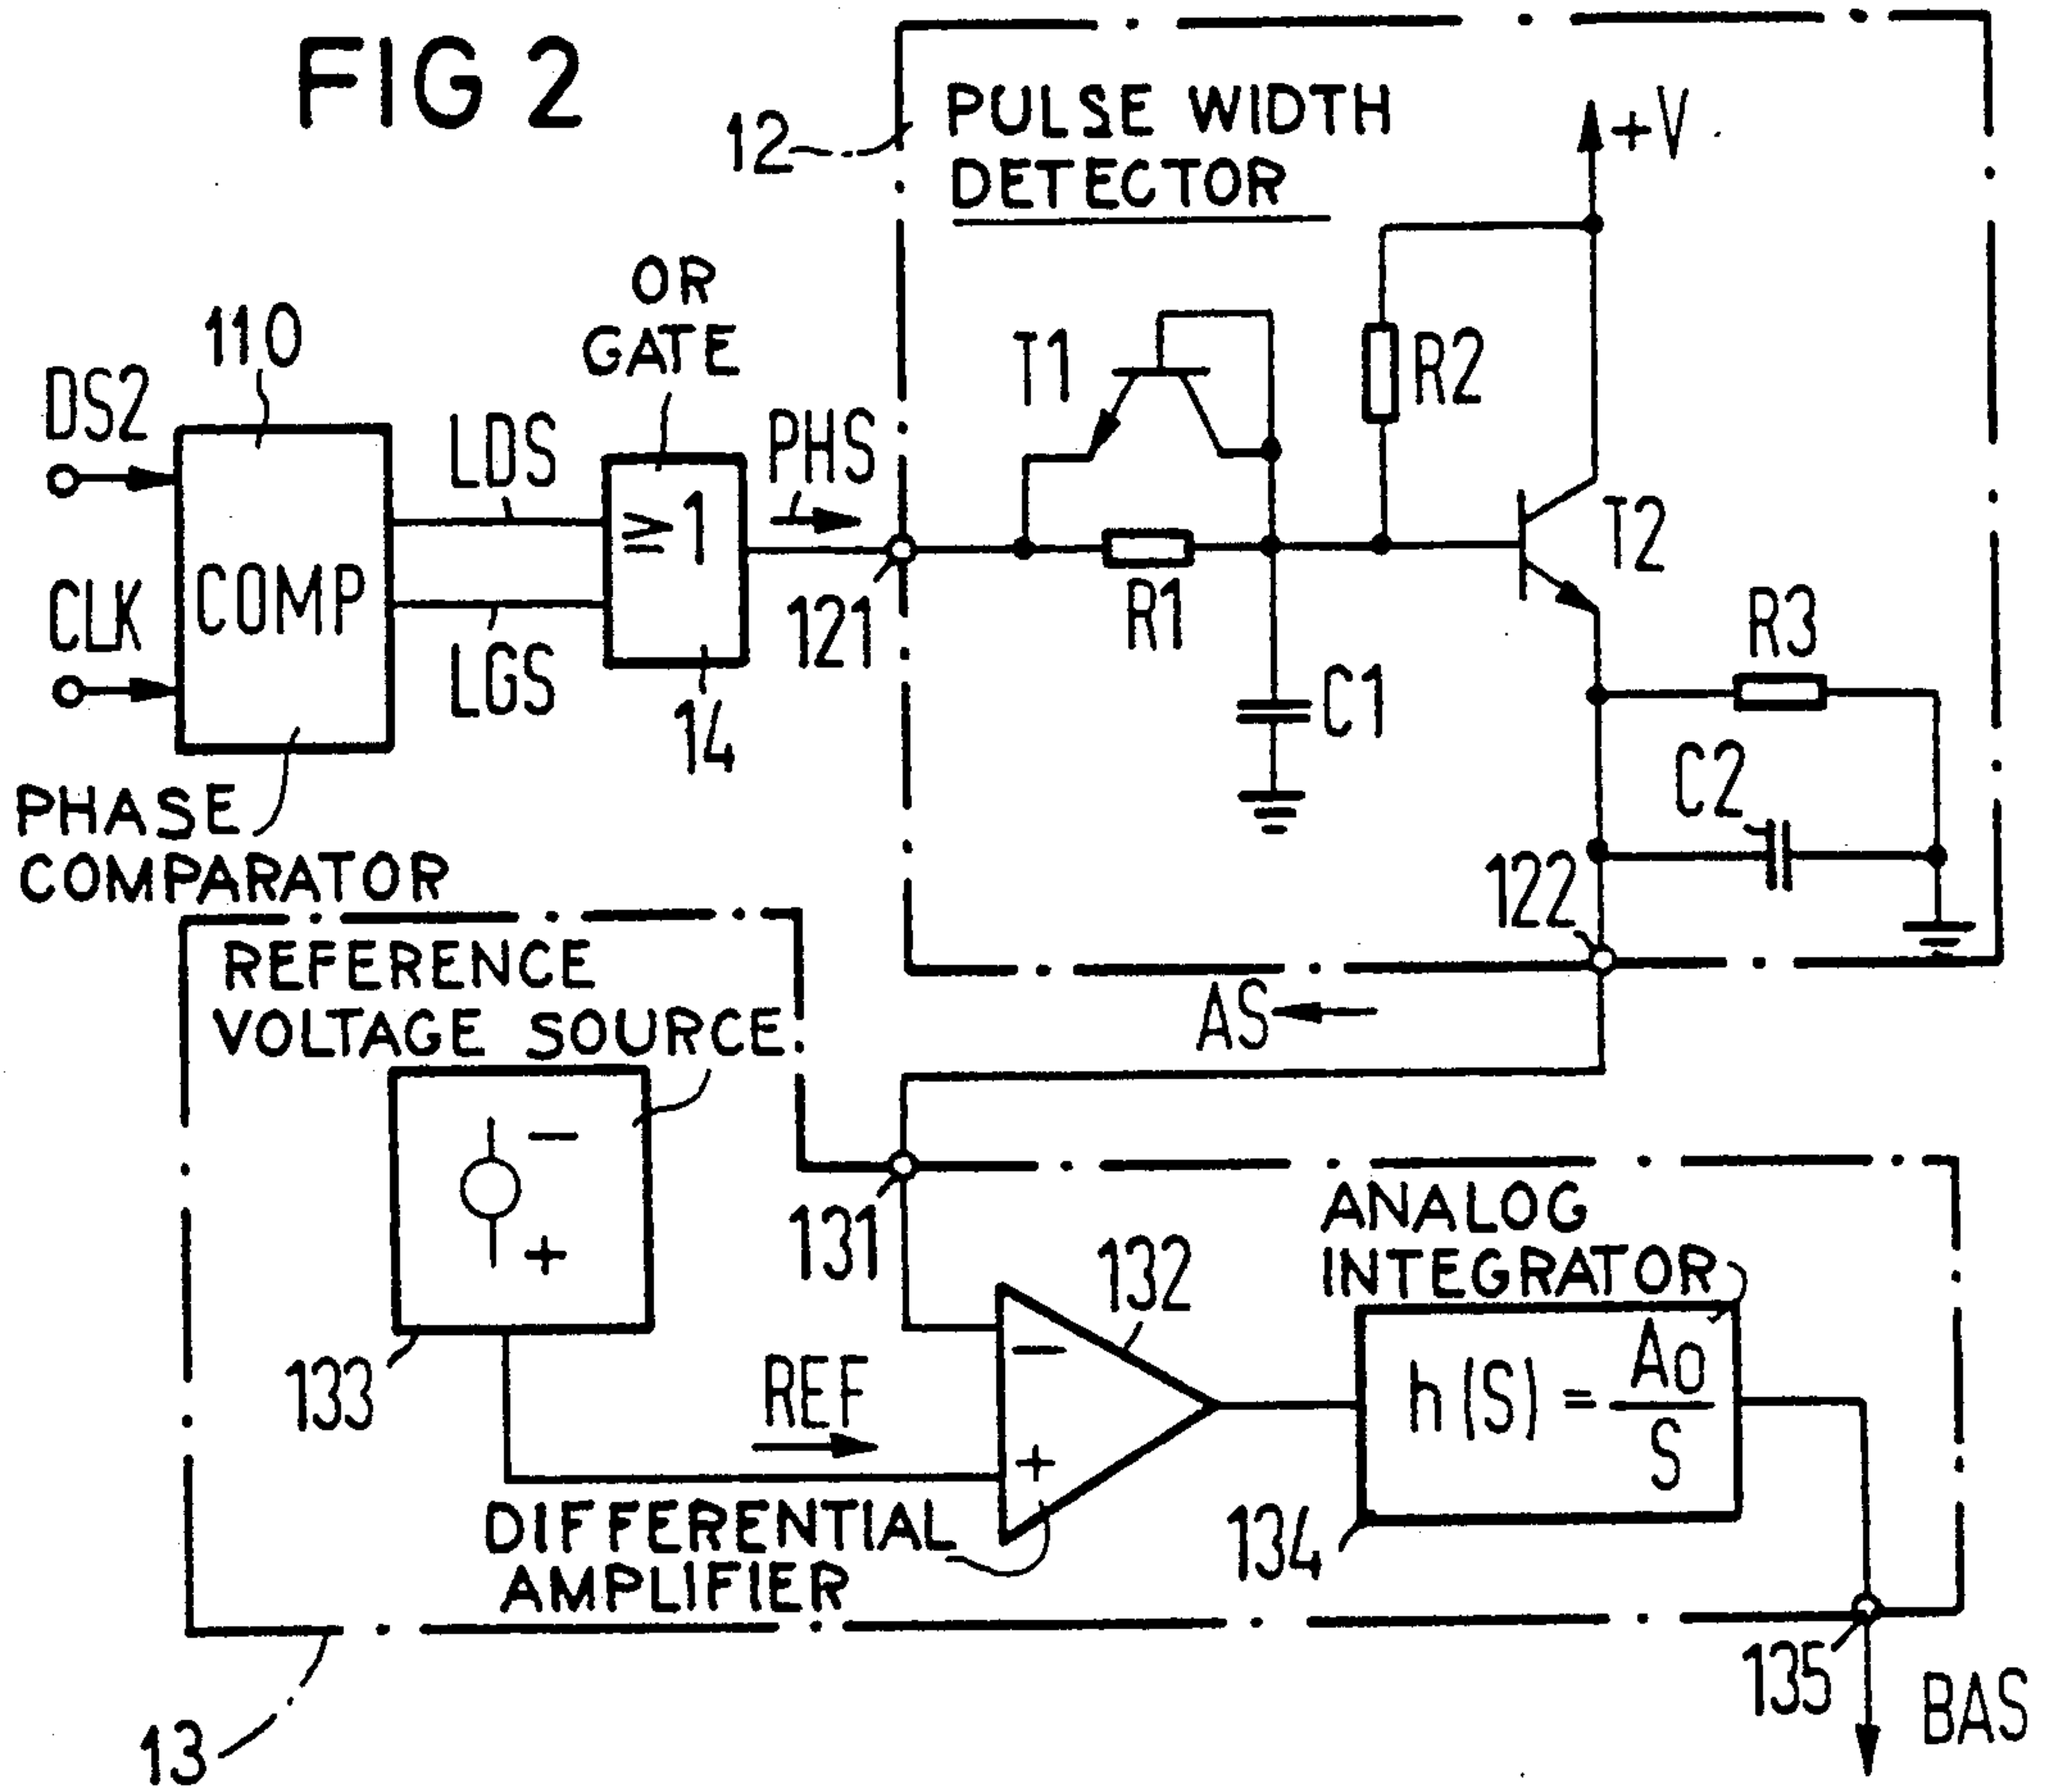 FIG 2
12
PULSE WIDTH
DETECTOR
+V
OR
GATE
110
DS2
CLK
COMP
LDS
LGS
≥1
14
PHS
121
T1
R1
R2
C1
T2
R3
C2
122
PHASE
COMPARATOR
AS
REFERENCE
VOLTAGE SOURCE
−
+
133
131
132
REF
−
+
DIFFERENTIAL
AMPLIFIER
ANALOG
INTEGRATOR
h(S) = A0/S
134
135
BAS
13